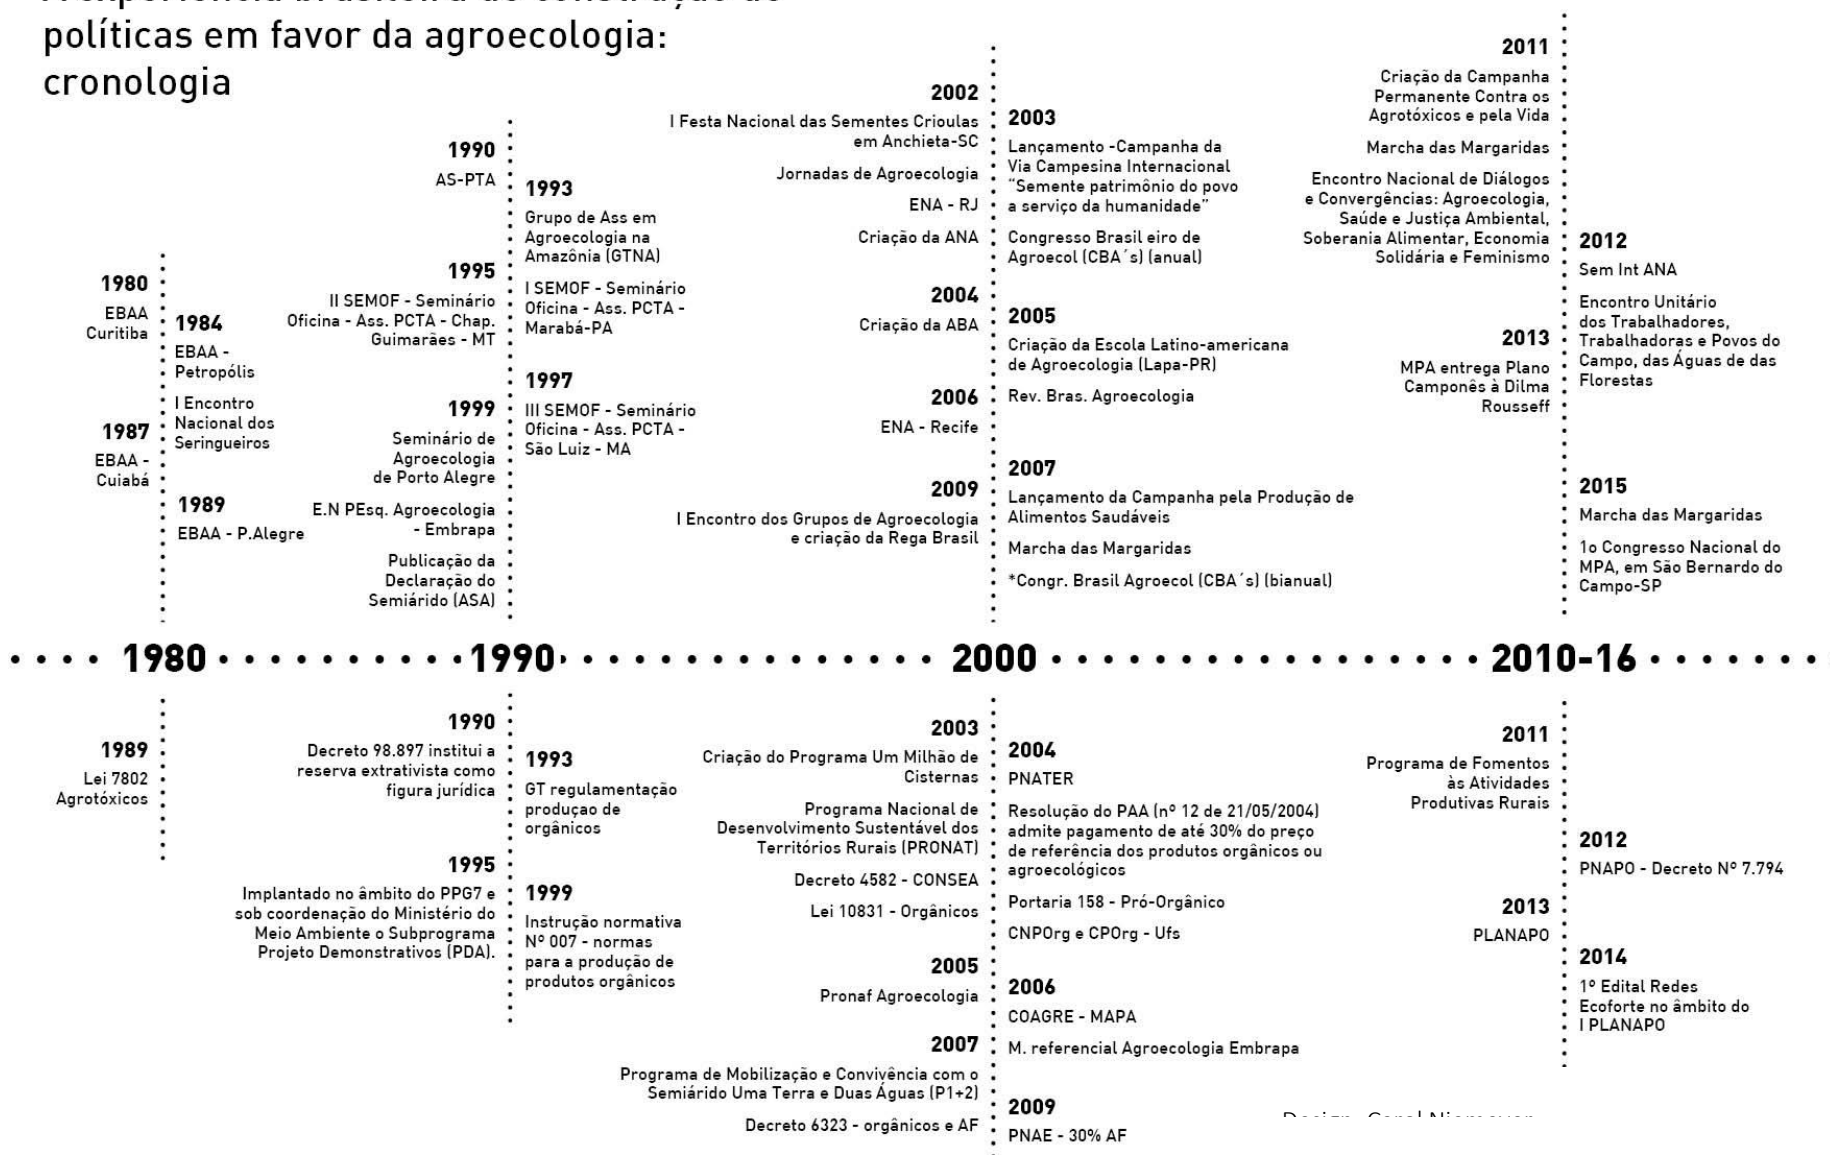 políticas em favor da agroecologia:
cronologia
1980
EBAA
Curitiba
1984
EBAA -
Petropólis
I Encontro
Nacional dos
Seringueiros
1987
EBAA -
Cuiabá
1989
EBAA - P.Alegre
1990
AS-PTA
1993
Grupo de Ass em
Agroecologia na
Amazônia (GTNA)
I SEMOF - Seminário
Oficina - Ass. PCTA -
Marabá-PA
1995
II SEMOF - Seminário
Oficina - Ass. PCTA - Chap.
Guimarães - MT
1997
III SEMOF - Seminário
Oficina - Ass. PCTA -
São Luiz - MA
1999
Seminário de
Agroecologia
de Porto Alegre
E.N PEsq. Agroecologia
- Embrapa
Publicação da
Declaração do
Semiárido (ASA)
2002
I Festa Nacional das Sementes Crioulas
em Anchieta-SC
Jornadas de Agroecologia
ENA - RJ
Criação da ANA
2003
Lançamento -Campanha da
Via Campesina Internacional
“Semente patrimônio do povo
a serviço da humanidade”
Congresso Brasil eiro de
Agroecol (CBA´s) (anual)
2004
Criação da ABA
2005
Criação da Escola Latino-americana
de Agroecologia (Lapa-PR)
Rev. Bras. Agroecologia
2006
ENA - Recife
2007
Lançamento da Campanha pela Produção de
Alimentos Saudáveis
Marcha das Margaridas
*Congr. Brasil Agroecol (CBA´s) (bianual)
2009
I Encontro dos Grupos de Agroecologia
e criação da Rega Brasil
2011
Criação da Campanha
Permanente Contra os
Agrotóxicos e pela Vida
Marcha das Margaridas
Encontro Nacional de Diálogos
e Convergências: Agroecologia,
Saúde e Justiça Ambiental,
Soberania Alimentar, Economia
Solidária e Feminismo
2012
Sem Int ANA
Encontro Unitário
dos Trabalhadores,
Trabalhadoras e Povos do
Campo, das Águas de das
Florestas
2013
MPA entrega Plano
Camponês à Dilma
Rousseff
2015
Marcha das Margaridas
1o Congresso Nacional do
MPA, em São Bernardo do
Campo-SP
1980 1990 2000 2010-16
1989
Lei 7802
Agrotóxicos
1990
Decreto 98.897 institui a
reserva extrativista como
figura jurídica
1993
GT regulamentação
produçao de
orgânicos
1995
Implantado no âmbito do PPG7 e
sob coordenação do Ministério do
Meio Ambiente o Subprograma
Projeto Demonstrativos (PDA).
1999
Instrução normativa
Nº 007 - normas
para a produção de
produtos orgânicos
2003
Criação do Programa Um Milhão de
Cisternas
Programa Nacional de
Desenvolvimento Sustentável dos
Territórios Rurais (PRONAT)
Decreto 4582 - CONSEA
Lei 10831 - Orgânicos
2004
PNATER
Resolução do PAA (nº 12 de 21/05/2004)
admite pagamento de até 30% do preço
de referência dos produtos orgânicos ou
agroecológicos
Portaria 158 - Pró-Orgânico
CNPOrg e CPOrg - Ufs
2005
Pronaf Agroecologia
2006
COAGRE - MAPA
M. referencial Agroecologia Embrapa
2007
Programa de Mobilização e Convivência com o
Semiárido Uma Terra e Duas Águas (P1+2)
Decreto 6323 - orgânicos e AF
2009
PNAE - 30% AF
2011
Programa de Fomentos
às Atividades
Produtivas Rurais
2012
PNAPO - Decreto Nº 7.794
2013
PLANAPO
2014
1º Edital Redes
Ecoforte no âmbito do
I PLANAPO